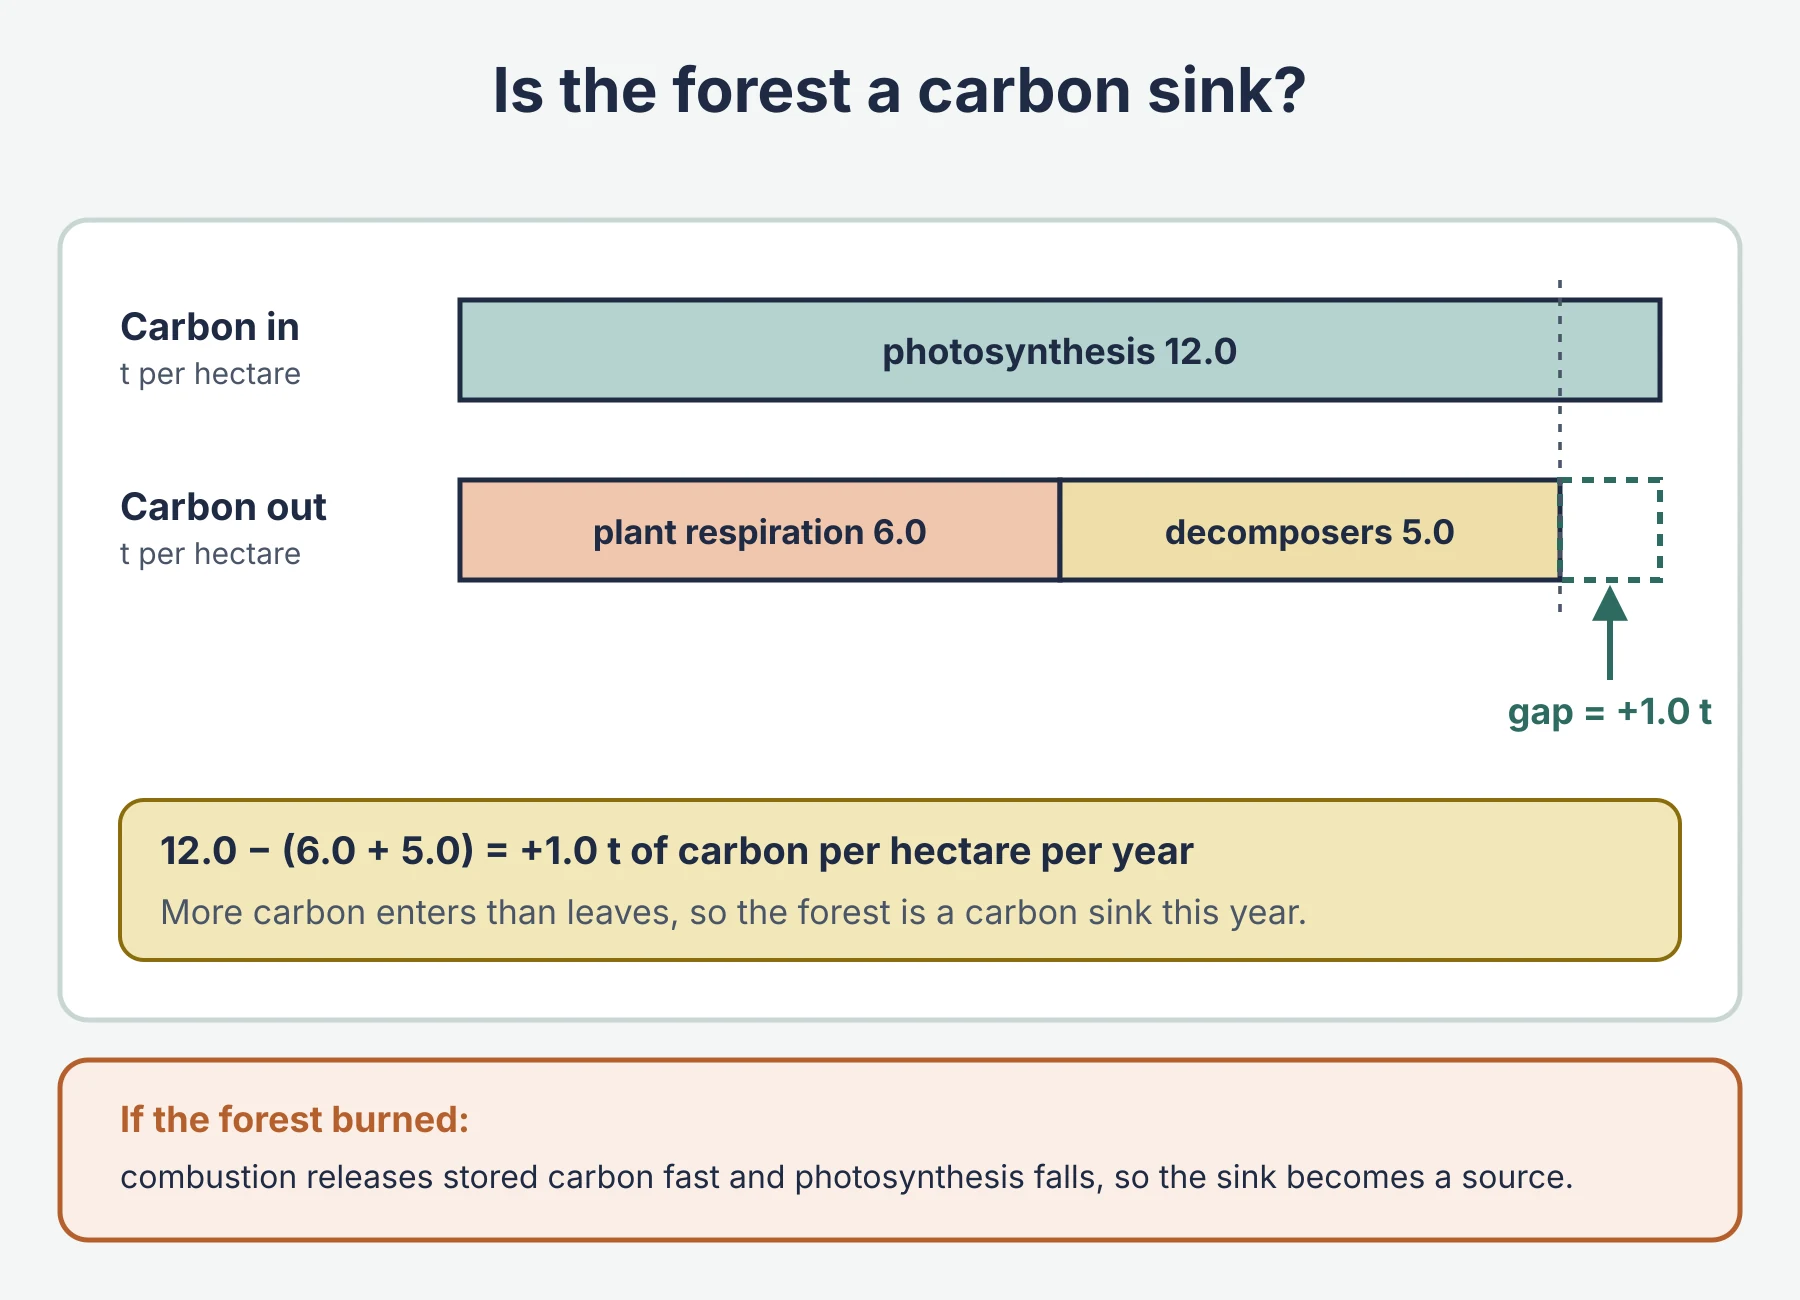 Is the forest a carbon sink?
Carbon in
t per hectare
photosynthesis 12.0
Carbon out
t per hectare
plant respiration 6.0
decomposers 5.0
gap = +1.0 t
12.0 − (6.0 + 5.0) = +1.0 t of carbon per hectare per year
More carbon enters than leaves, so the forest is a carbon sink this year.
If the forest burned:
combustion releases stored carbon fast and photosynthesis falls, so the sink becomes a source.